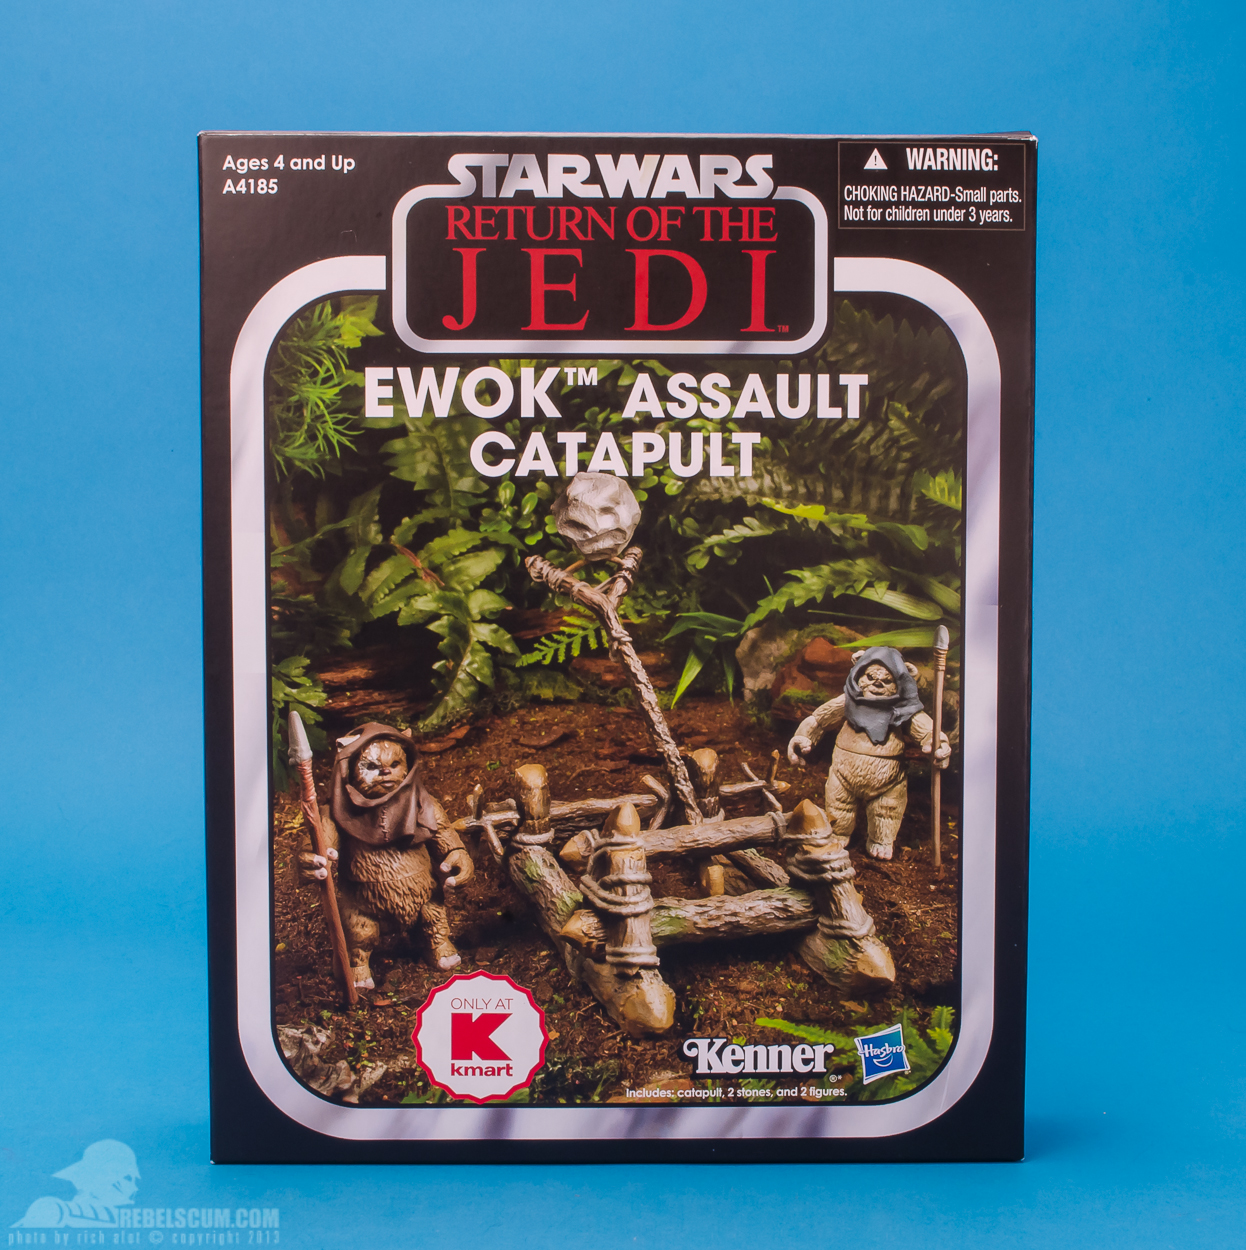 Ages 4 and Up
A4185
STAR WARS
RETURN OF THE
JEDI™
WARNING:
CHOKING HAZARD-Small parts.
Not for children under 3 years.
EWOK™ ASSAULT
CATAPULT
ONLY AT
K
kmart
Kenner®*
Hasbro
Includes: catapult, 2 stones, and 2 figures.
REBELSCUM.COM
photo by rich alot © copyright 2013